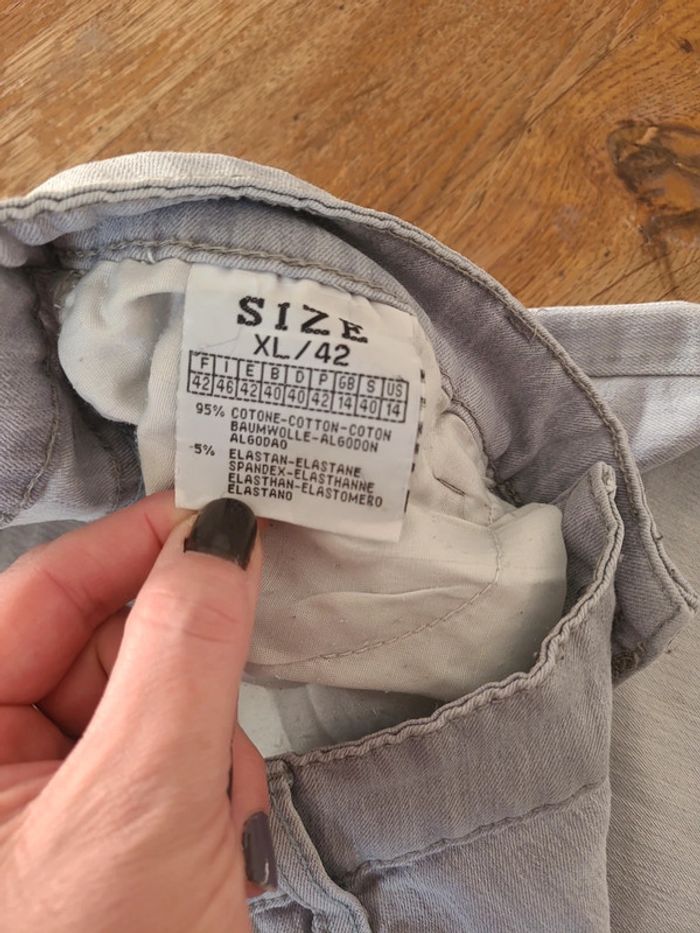 SIZE
XL/42
F I E B D P GB S US
42 46 42 40 40 42 14 40 14
95% COTONE-COTTON-COTON
BAUMWOLLE-ALGODON
ALGODAO
5% ELASTAN-ELASTANE
SPANDEX-ELASTHANNE
ELASTHAN-ELASTOMERO
ELASTANO